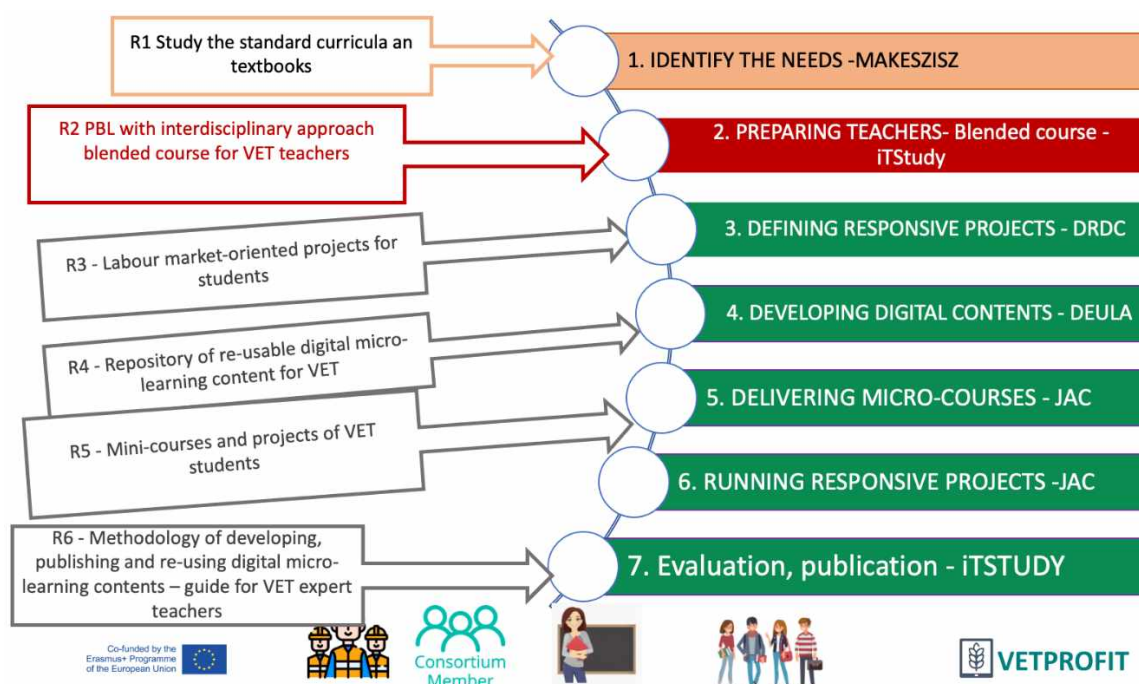 R1 Study the standard curricula an
textbooks
1. IDENTIFY THE NEEDS -MAKESZISZ
R2 PBL with interdisciplinary approach
blended course for VET teachers
2. PREPARING TEACHERS- Blended course -
iTStudy
R3 - Labour market-oriented projects for
students
3. DEFINING RESPONSIVE PROJECTS - DRDC
R4 - Repository of re-usable digital micro-
learning content for VET
4. DEVELOPING DIGITAL CONTENTS - DEULA
R5 - Mini-courses and projects of VET
students
5. DELIVERING MICRO-COURSES - JAC
6. RUNNING RESPONSIVE PROJECTS -JAC
R6 - Methodology of developing,
publishing and re-using digital micro-
learning contents – guide for VET expert
teachers
7. Evaluation, publication - iTSTUDY
Co-funded by the
Erasmus+ Programme
of the European Union
Consortium
Member
VETPROFIT